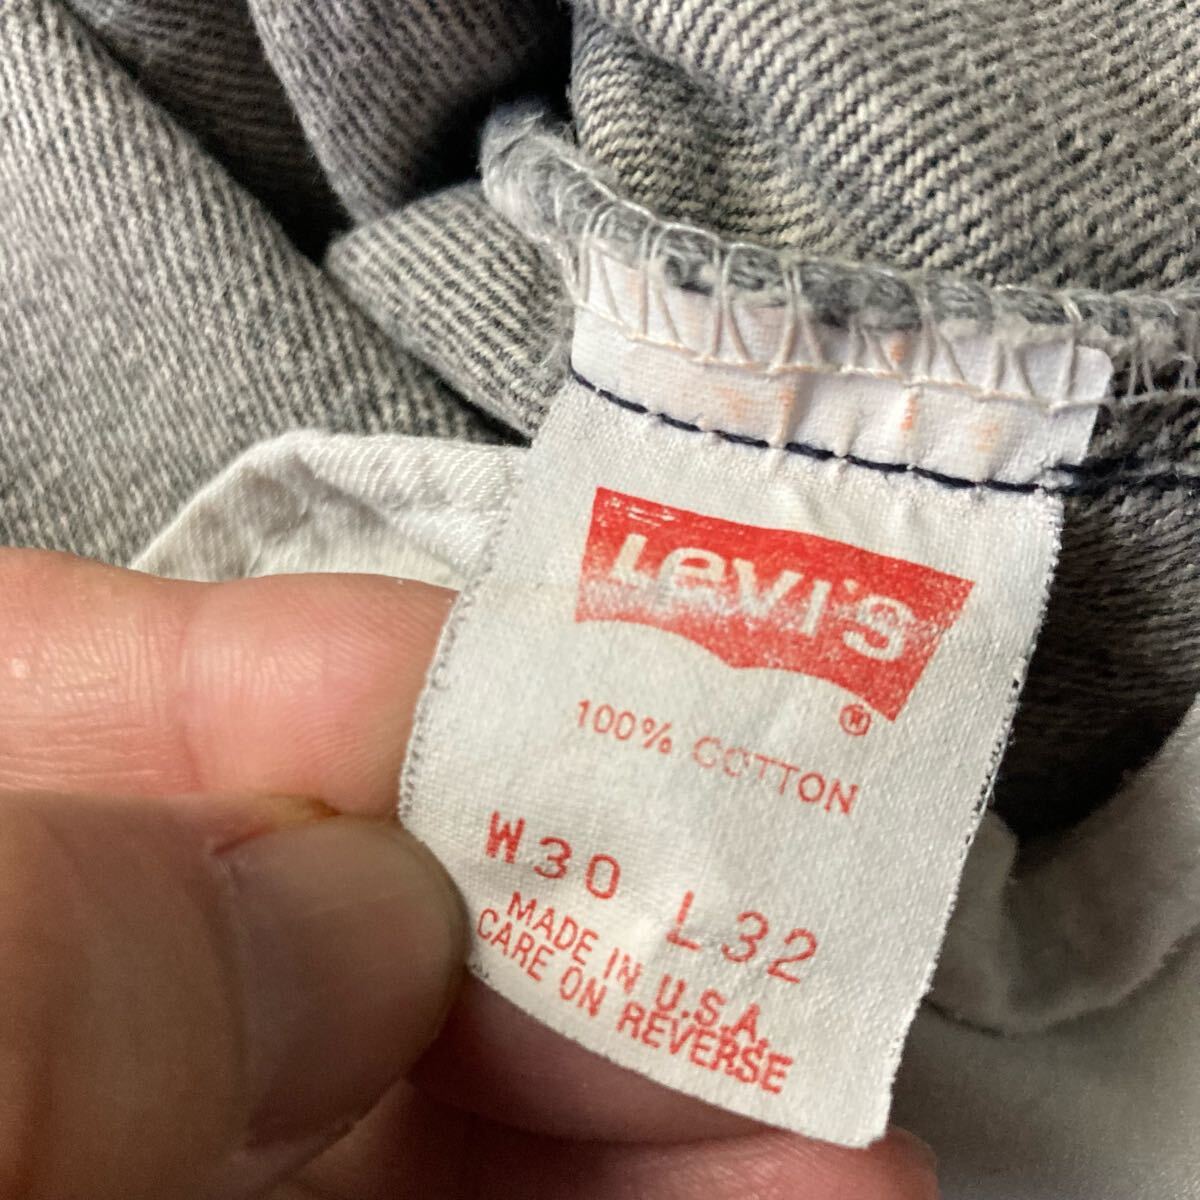 Levi's ®
100% COTTON
W30 L32
MADE IN U.S.A.
CARE ON REVERSE